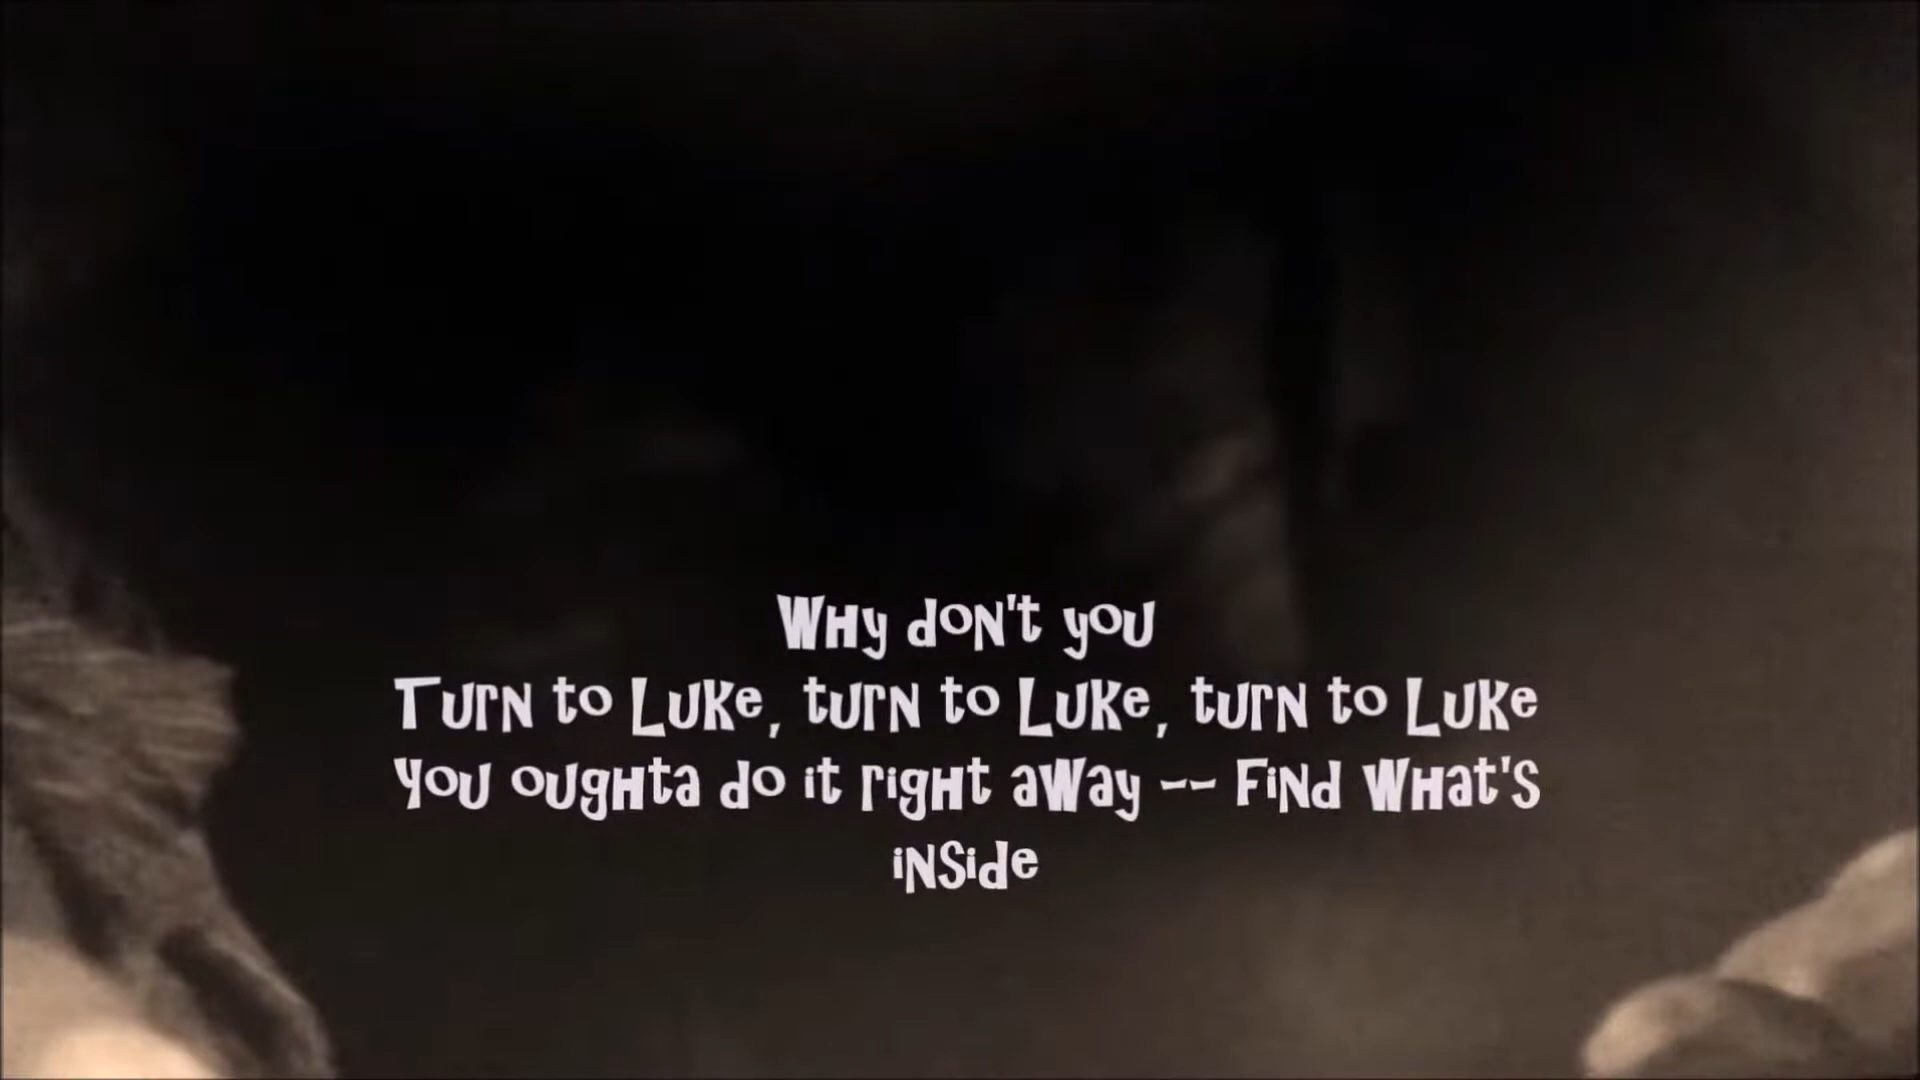 Why don't you
Turn to Luke, turn to Luke, turn to Luke
You oughta do it right away -- Find what's
inside